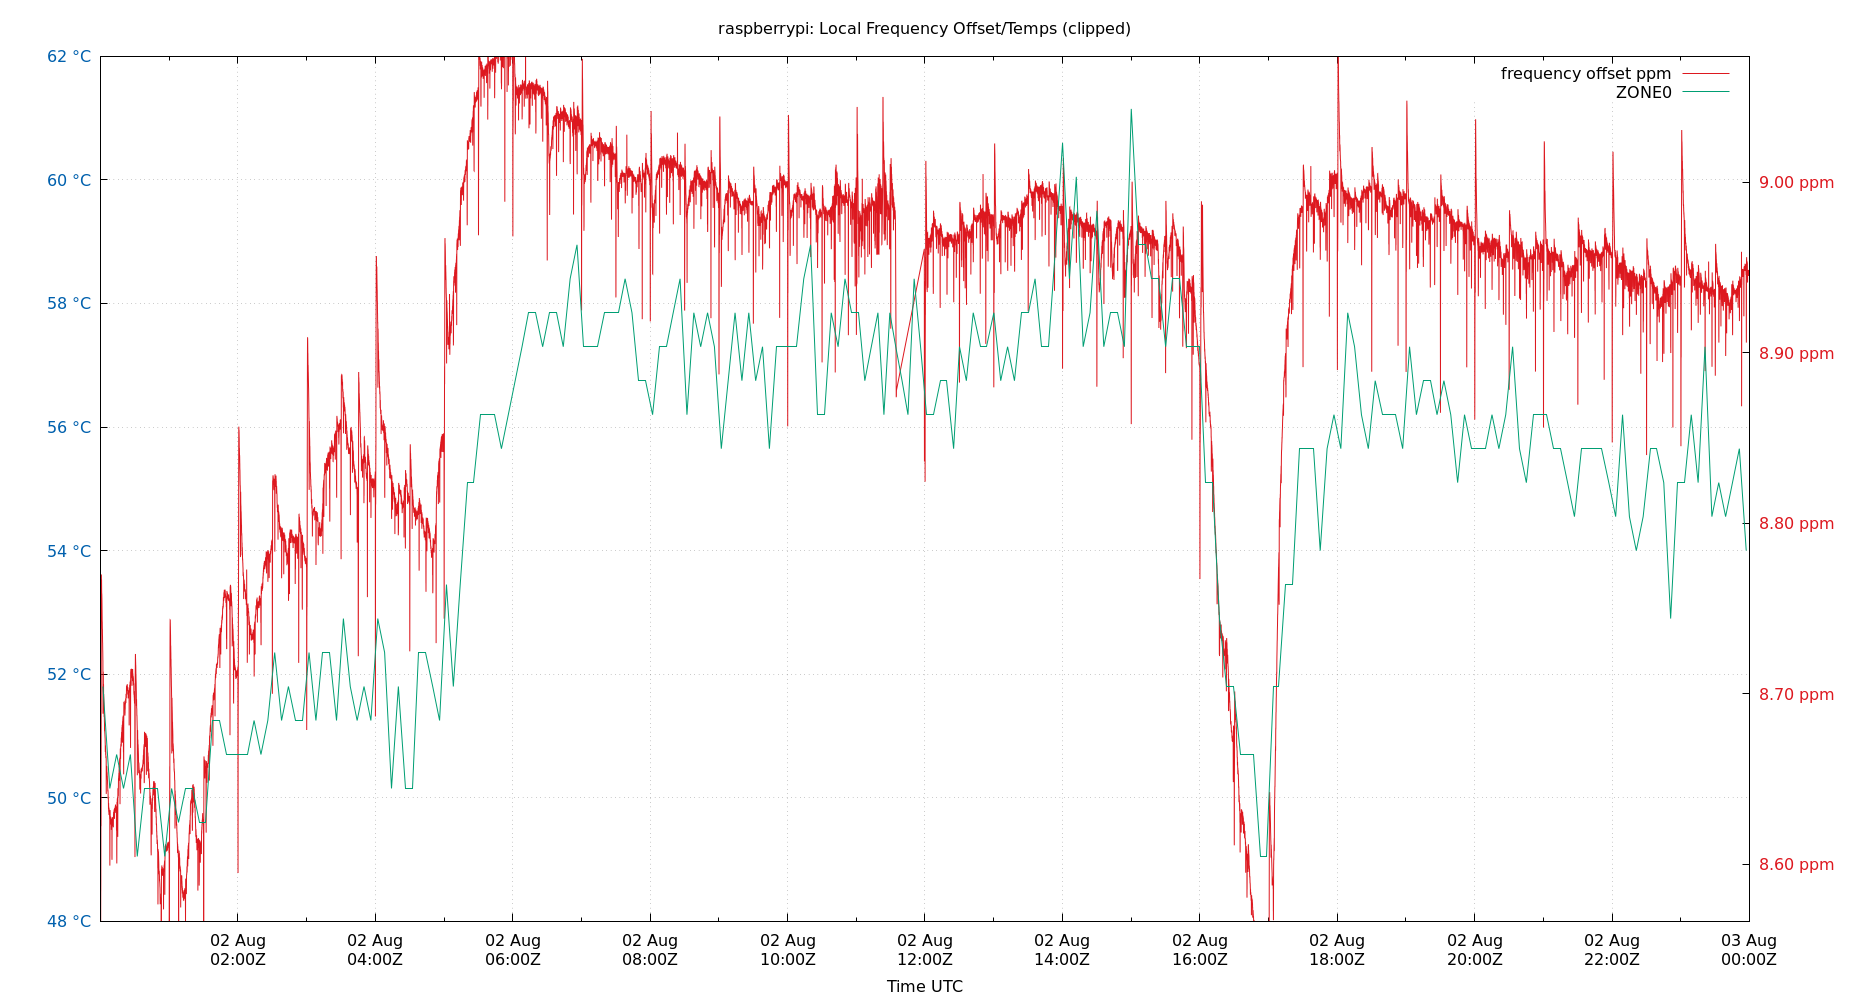 raspberrypi: Local Frequency Offset/Temps (clipped)
frequency offset ppm
ZONE0
62 °C
60 °C
58 °C
56 °C
54 °C
52 °C
50 °C
48 °C
9.00 ppm
8.90 ppm
8.80 ppm
8.70 ppm
8.60 ppm
02 Aug 02 Aug 02 Aug 02 Aug 02 Aug 02 Aug 02 Aug 02 Aug 02 Aug 02 Aug 02 Aug 03 Aug
02:00Z 04:00Z 06:00Z 08:00Z 10:00Z 12:00Z 14:00Z 16:00Z 18:00Z 20:00Z 22:00Z 00:00Z
Time UTC